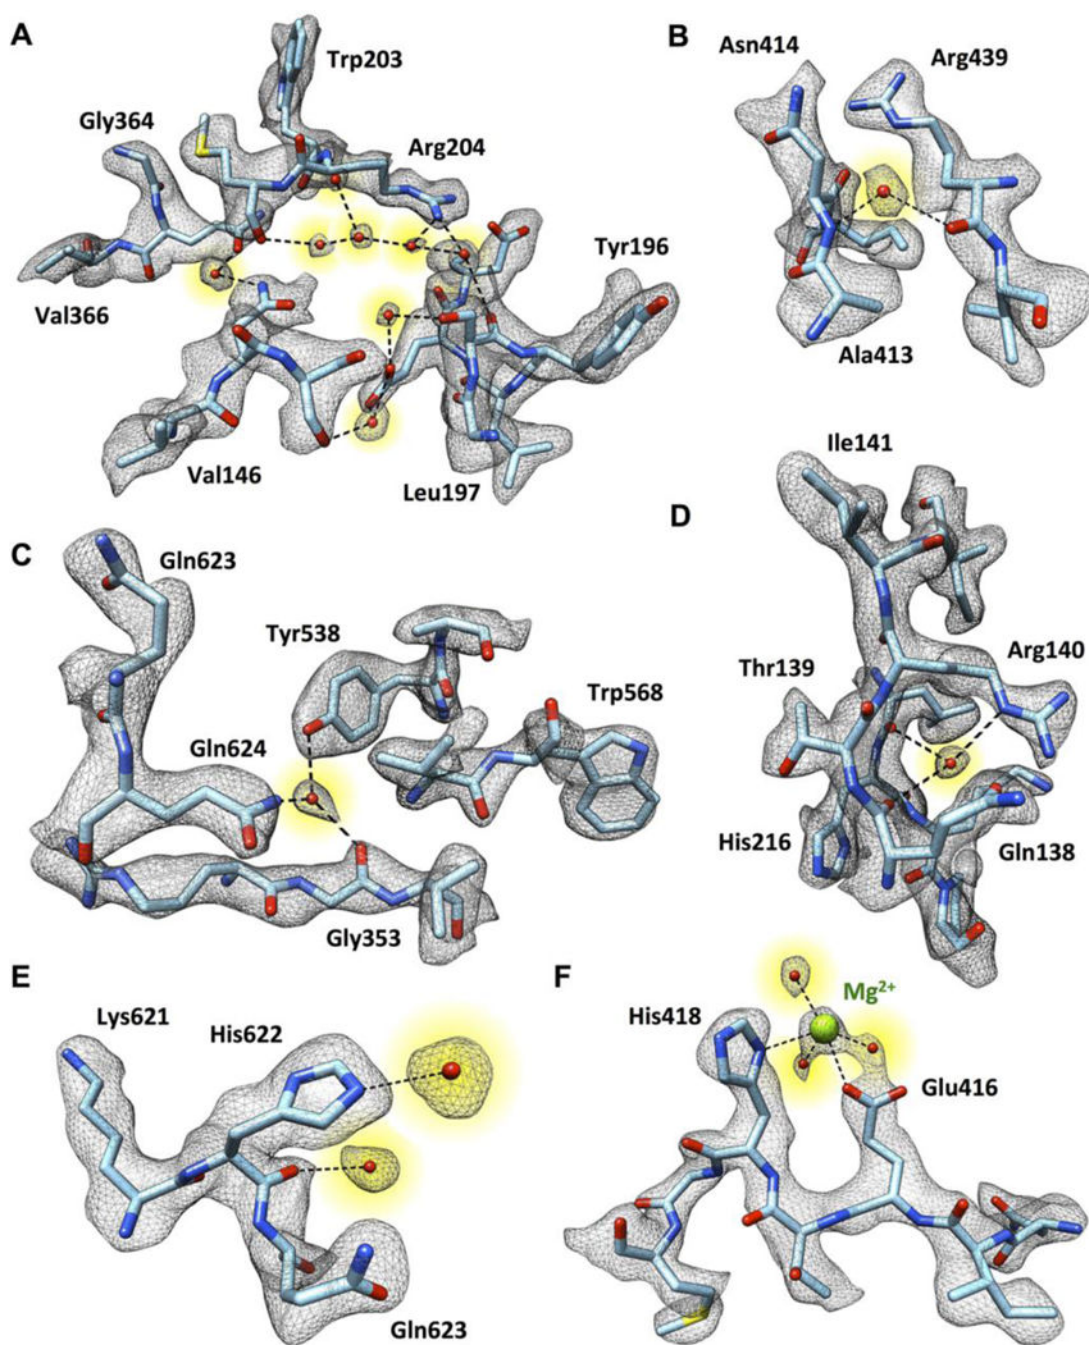 A
Trp203
Gly364
Arg204
Tyr196
Val366
Val146
Leu197
B
Asn414
Arg439
Ala413
C
Gln623
Tyr538
Trp568
Gln624
Gly353
D
Ile141
Thr139
Arg140
His216
Gln138
E
Lys621
His622
Gln623
F
Mg²⁺
His418
Glu416